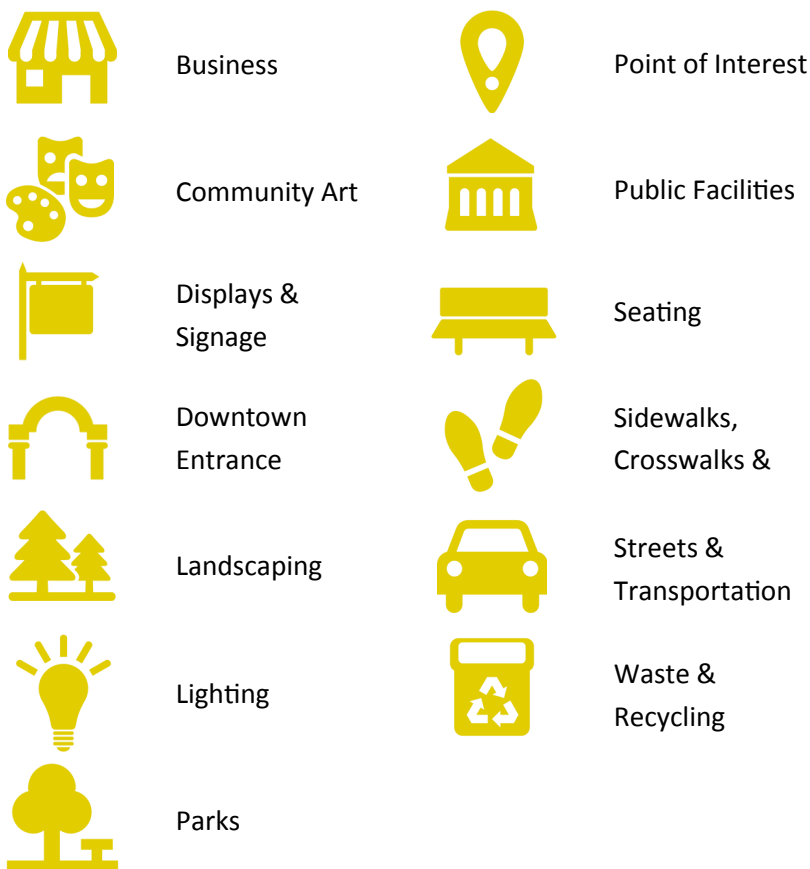 Business
Community Art
Displays &
Signage
Downtown
Entrance
Landscaping
Lighting
Parks
Point of Interest
Public Facilities
Seating
Sidewalks,
Crosswalks &
Streets &
Transportation
Waste &
Recycling